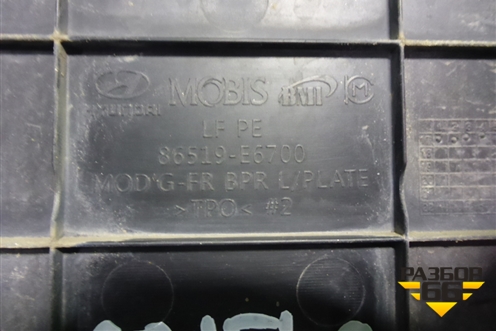 HYUNDAI MOBIS
LF PE
86519-E6700
MOD'G-FR BPR L/PLATE
>TPO< #2
РАЗБОР
66